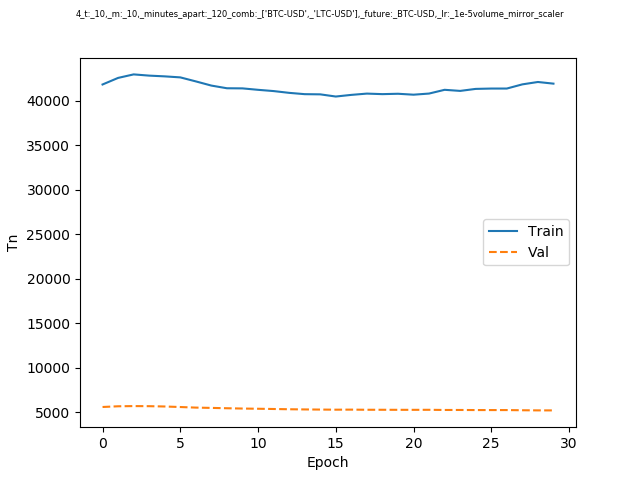 4_t:_10,_m:_10,_minutes_apart:_120_comb:_['BTC-USD',_'LTC-USD'],_future:_BTC-USD,_lr:_1e-5volume_mirror_scaler
40000
35000
30000
25000
20000
15000
10000
5000
Tn
Train
Val
0 5 10 15 20 25 30
Epoch